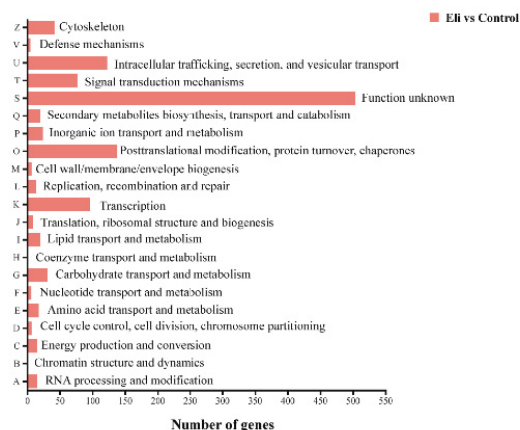 Eli vs Control
Z Cytoskeleton
V Defense mechanisms
U Intracellular trafficking, secretion, and vesicular transport
T Signal transduction mechanisms
S Function unknown
Q Secondary metabolites biosynthesis, transport and catabolism
P Inorganic ion transport and metabolism
O Posttranslational modification, protein turnover, chaperones
M Cell wall/membrane/envelope biogenesis
L Replication, recombination and repair
K Transcription
J Translation, ribosomal structure and biogenesis
I Lipid transport and metabolism
H Coenzyme transport and metabolism
G Carbohydrate transport and metabolism
F Nucleotide transport and metabolism
E Amino acid transport and metabolism
D Cell cycle control, cell division, chromosome partitioning
C Energy production and conversion
B Chromatin structure and dynamics
A RNA processing and modification
0 50 100 150 200 250 300 350 400 450 500 550
Number of genes